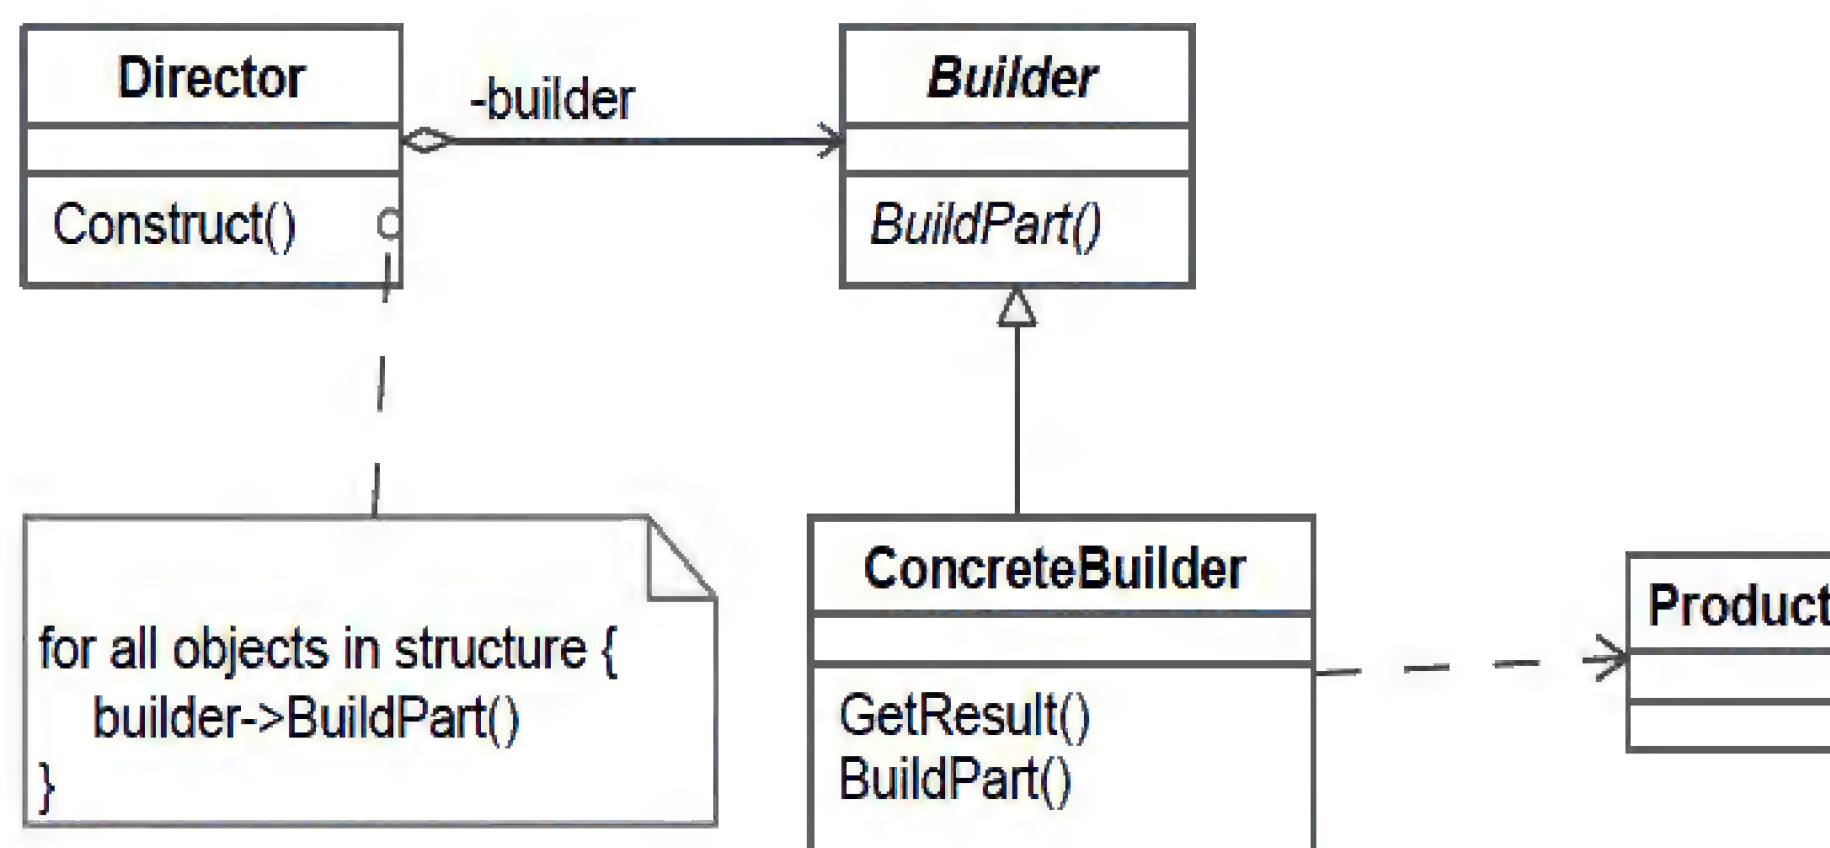 Director
-builder
Builder
Construct()
BuildPart()
for all objects in structure {
builder->BuildPart()
}
ConcreteBuilder
GetResult()
BuildPart()
Product